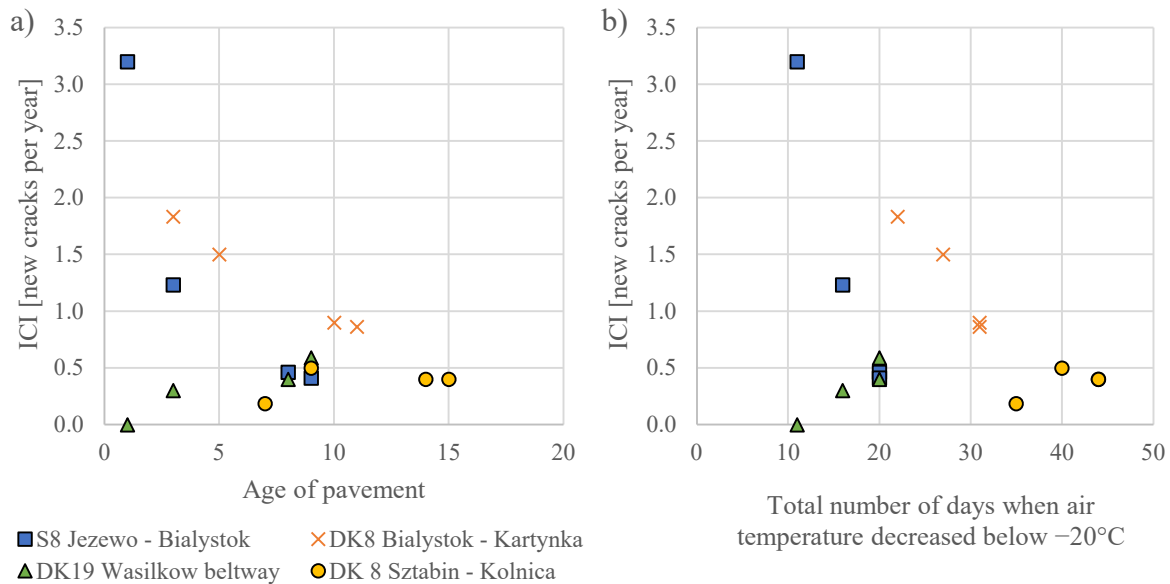 a)
ICI [new cracks per year]
3.5
3.0
2.5
2.0
1.5
1.0
0.5
0.0
0 5 10 15 20
Age of pavement
b)
ICI [new cracks per year]
3.5
3.0
2.5
2.0
1.5
1.0
0.5
0.0
0 10 20 30 40 50
Total number of days when air
temperature decreased below −20°C
S8 Jezewo - Bialystok
DK8 Bialystok - Kartynka
DK19 Wasilkow beltway
DK 8 Sztabin - Kolnica